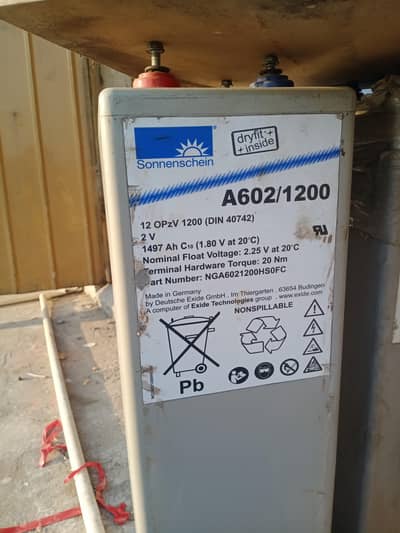 Sonnenschein
dryfit
inside
A602/1200
12 OPzV 1200 (DIN 40742)
2 V
1497 Ah C₁₀ (1.80 V at 20°C)
Nominal Float Voltage: 2.25 V at 20°C
Terminal Hardware Torque: 20 Nm
Part Number: NGA6021200HS0FC
Made in Germany
by Deutsche Exide GmbH . Im Thiergarten . 63654 Büdingen
A computer of Exide Technologies group . www.exide.com
NONSPILLABLE
Pb